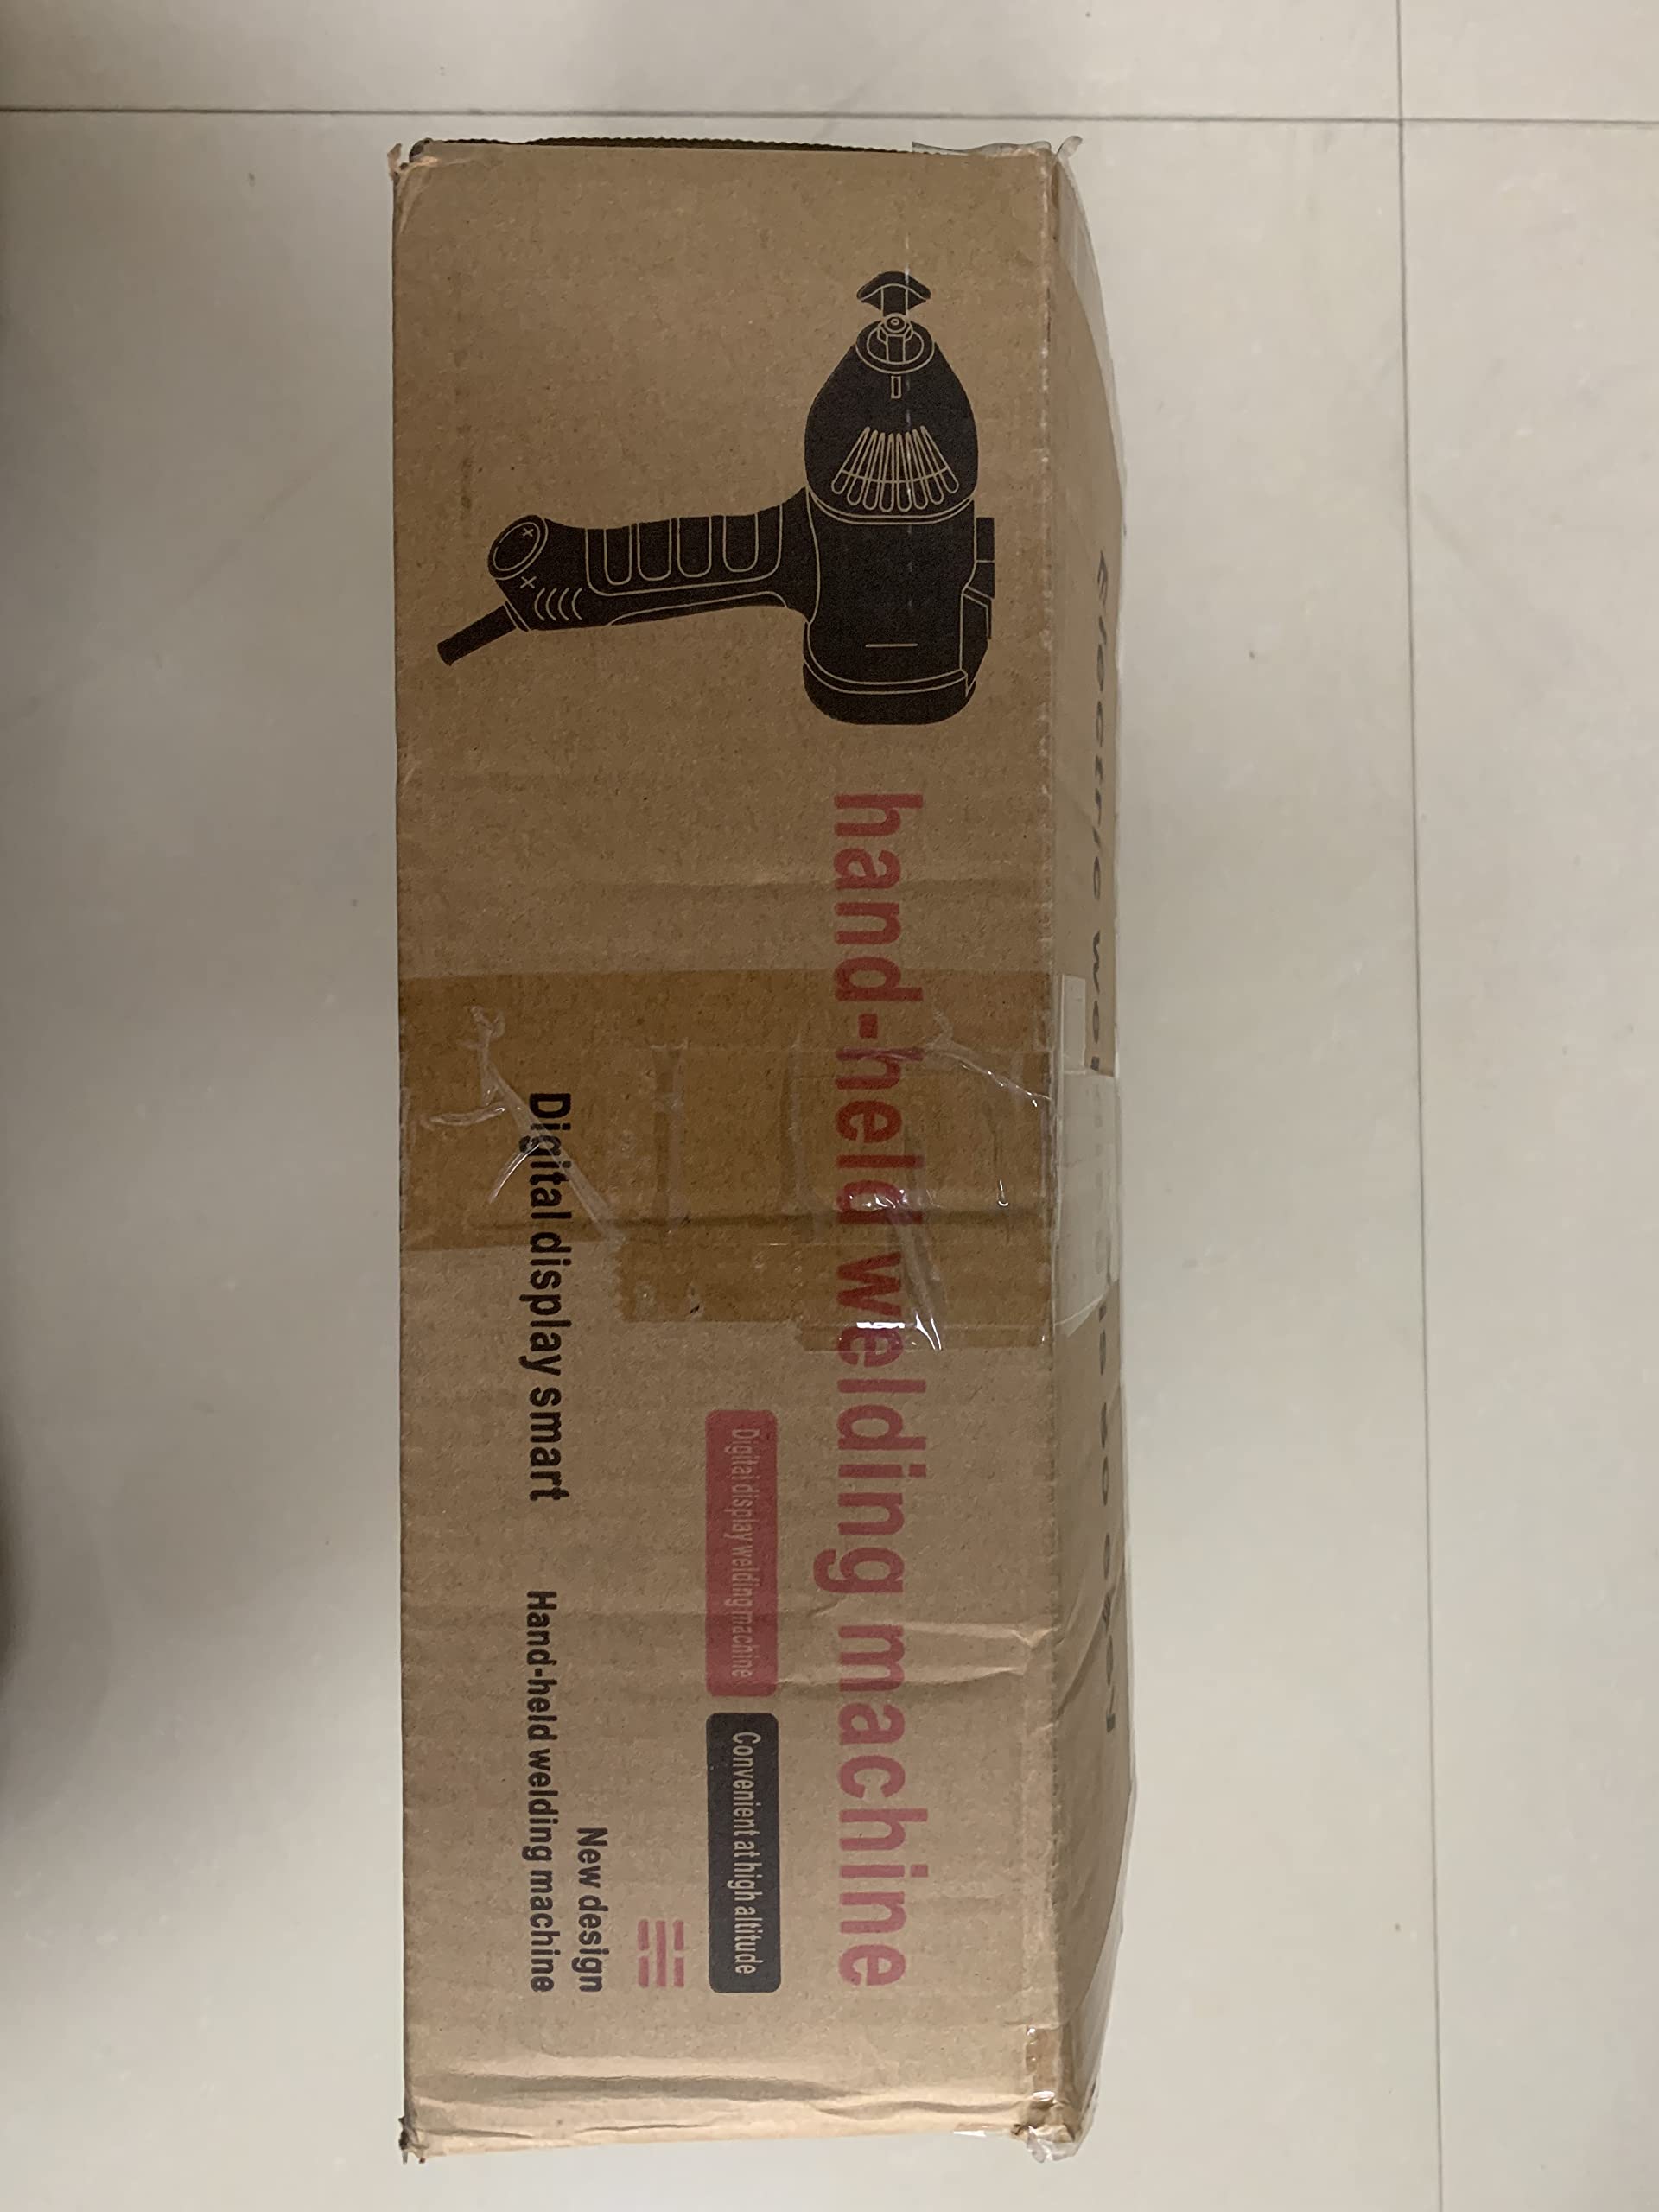 hand-held welding machine
Digital display welding machine
Convenient at high altitude
New design
Digital display smart
Hand-held welding machine
Electric